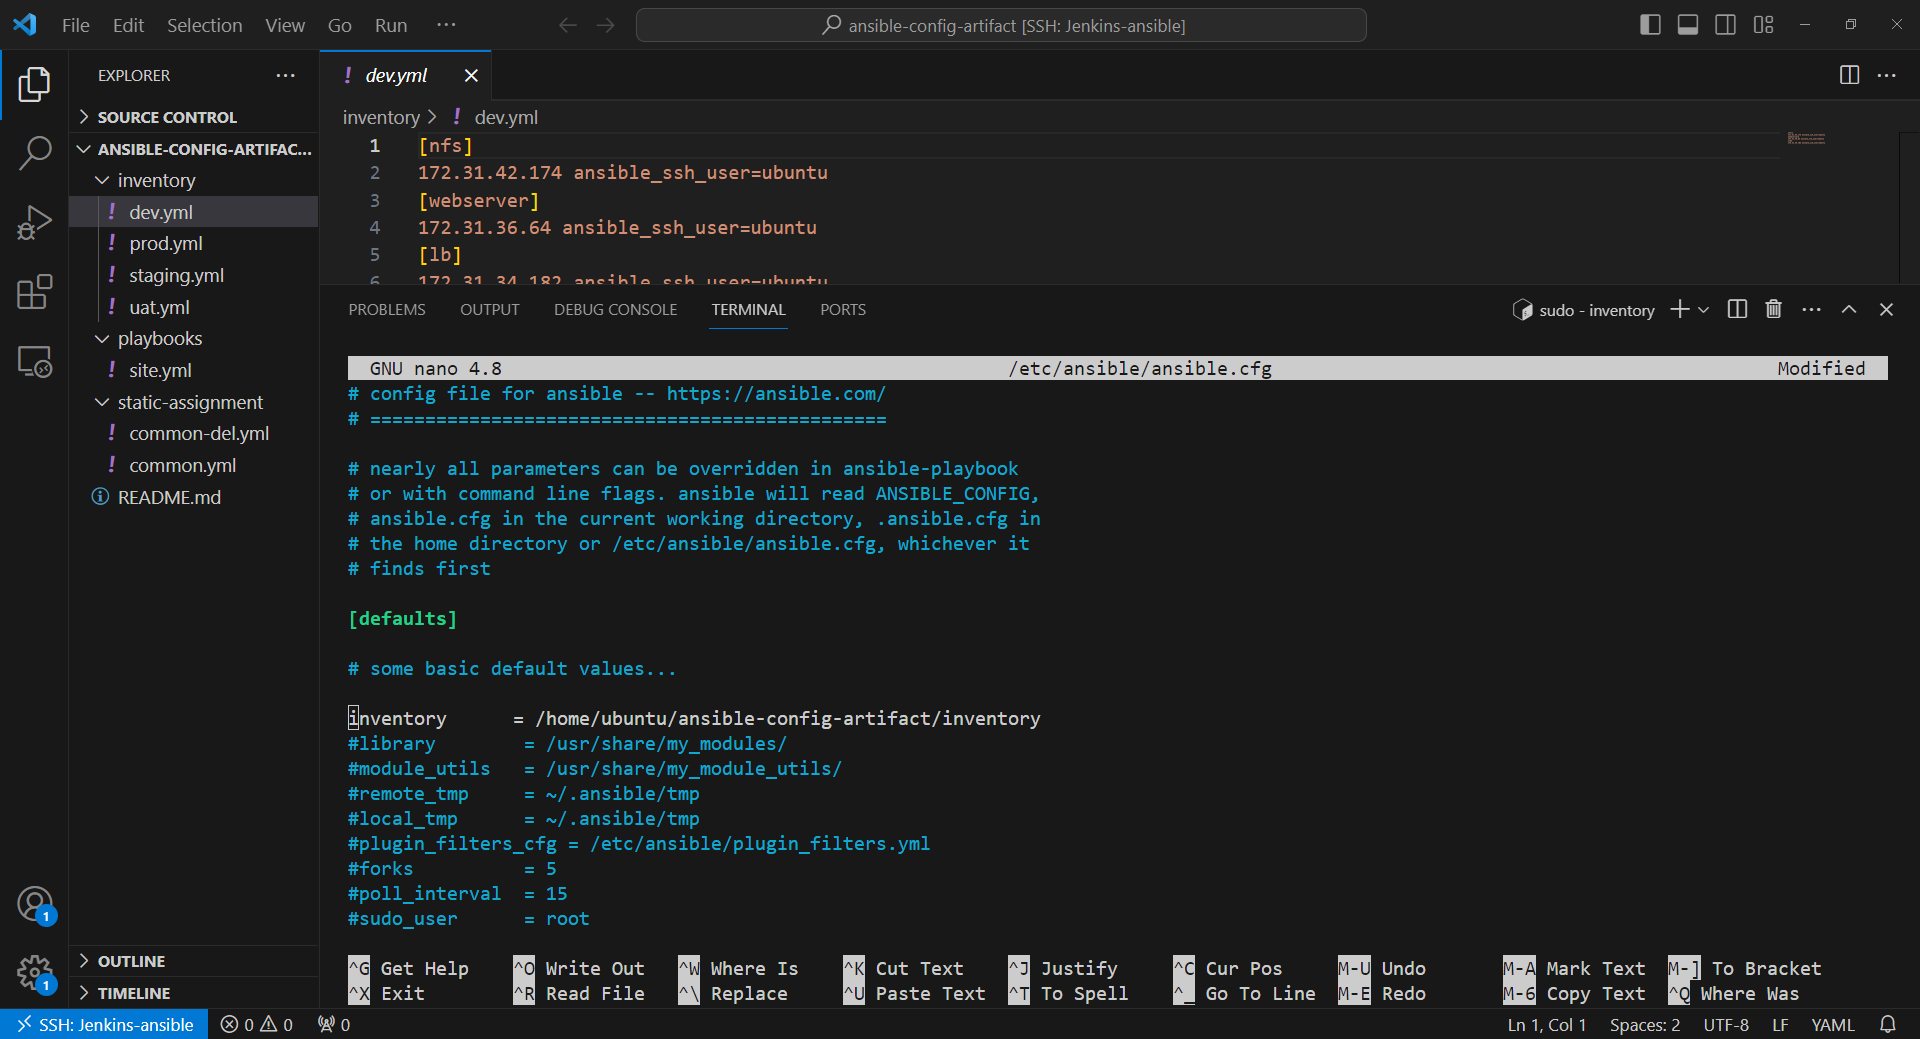 File Edit Selection View Go Run ···
ansible-config-artifact [SSH: Jenkins-ansible]
EXPLORER
SOURCE CONTROL
ANSIBLE-CONFIG-ARTIFAC...
inventory
! dev.yml
! prod.yml
! staging.yml
! uat.yml
playbooks
! site.yml
static-assignment
! common-del.yml
! common.yml
README.md
OUTLINE
TIMELINE
1
1
! dev.yml
inventory > ! dev.yml
1 [nfs]
2 172.31.42.174 ansible_ssh_user=ubuntu
3 [webserver]
4 172.31.36.64 ansible_ssh_user=ubuntu
5 [lb]
6 172.31.34.182 ansible_ssh_user=ubuntu
PROBLEMS OUTPUT DEBUG CONSOLE TERMINAL PORTS
sudo - inventory
GNU nano 4.8 /etc/ansible/ansible.cfg Modified
# config file for ansible -- https://ansible.com/
# ===============================================
# nearly all parameters can be overridden in ansible-playbook
# or with command line flags. ansible will read ANSIBLE_CONFIG,
# ansible.cfg in the current working directory, .ansible.cfg in
# the home directory or /etc/ansible/ansible.cfg, whichever it
# finds first
[defaults]
# some basic default values...
inventory      = /home/ubuntu/ansible-config-artifact/inventory
#library        = /usr/share/my_modules/
#module_utils   = /usr/share/my_module_utils/
#remote_tmp     = ~/.ansible/tmp
#local_tmp      = ~/.ansible/tmp
#plugin_filters_cfg = /etc/ansible/plugin_filters.yml
#forks          = 5
#poll_interval  = 15
#sudo_user      = root
^G Get Help ^O Write Out ^W Where Is ^K Cut Text ^J Justify ^C Cur Pos M-U Undo M-A Mark Text M-] To Bracket
^X Exit ^R Read File ^\ Replace ^U Paste Text ^T To Spell ^_ Go To Line M-E Redo M-6 Copy Text ^Q Where Was
SSH: Jenkins-ansible 0 0 0 Ln 1, Col 1 Spaces: 2 UTF-8 LF YAML